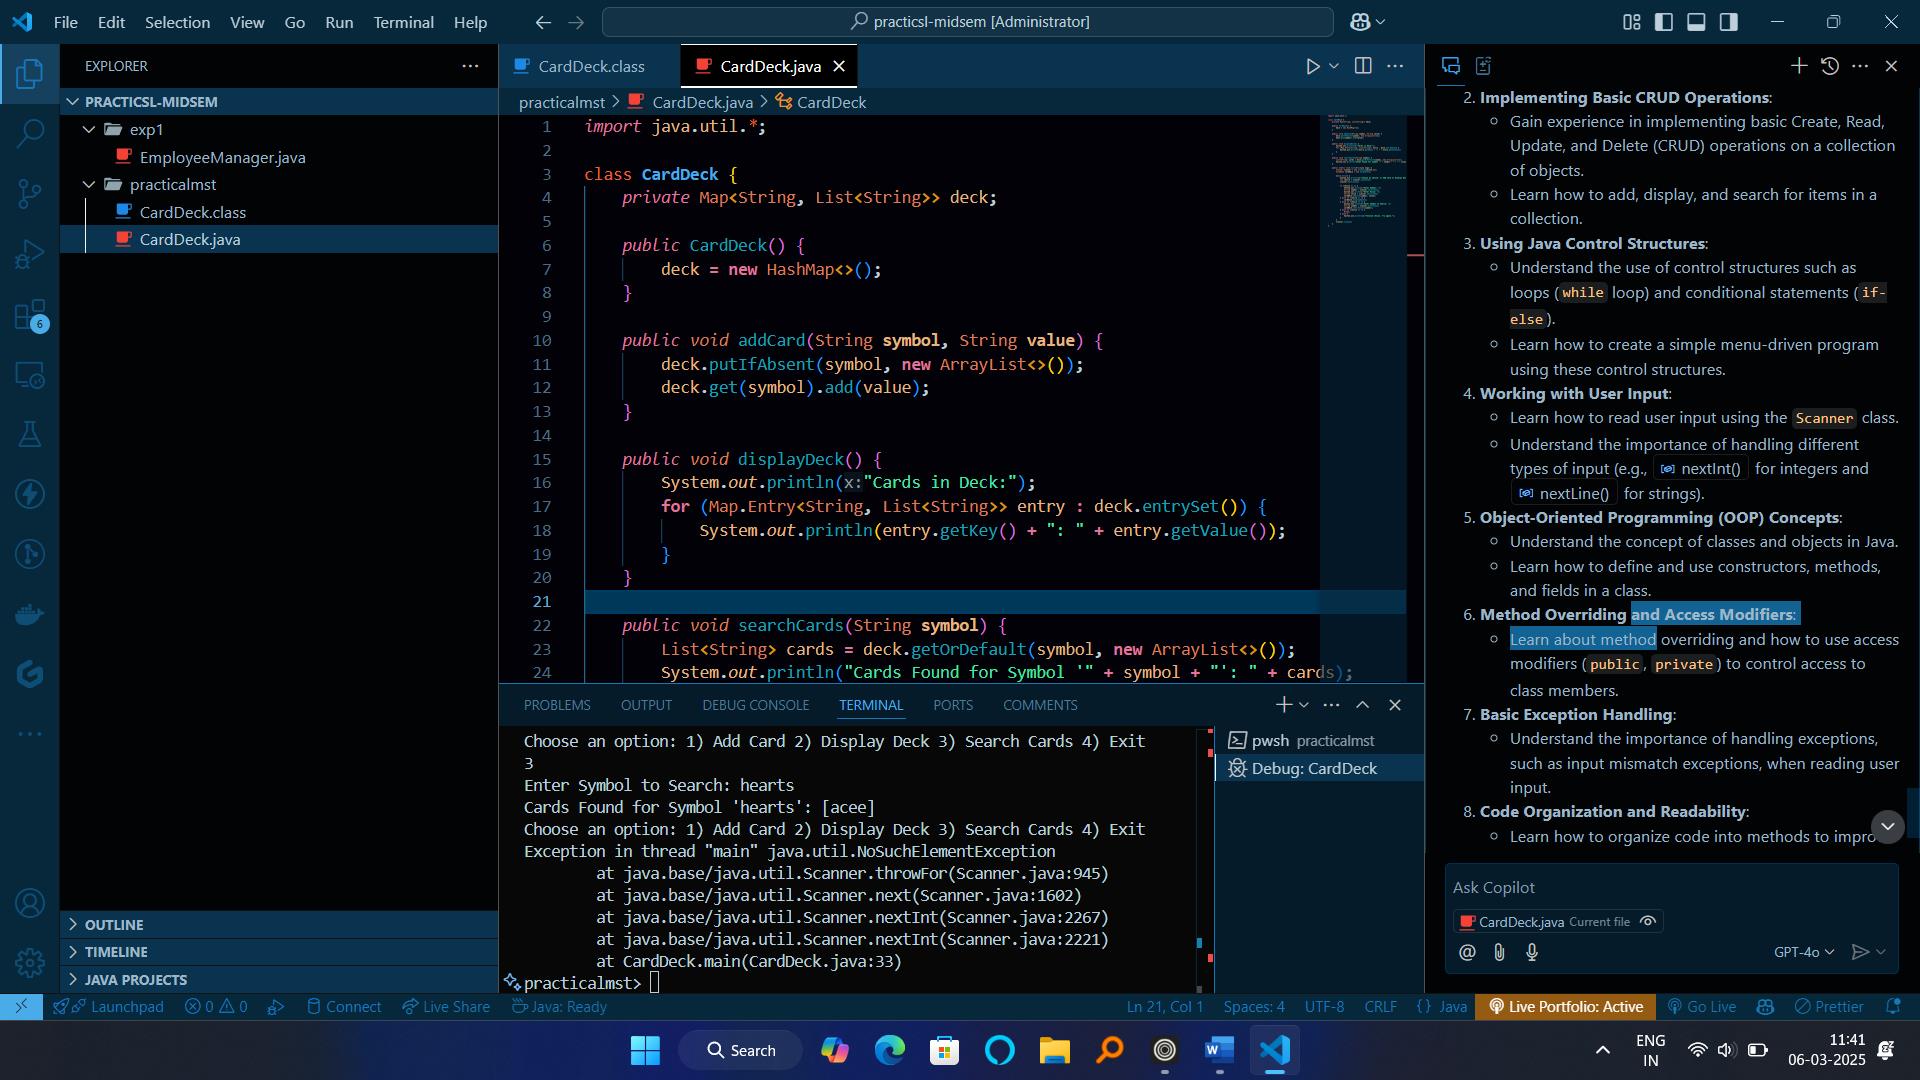 File Edit Selection View Go Run Terminal Help
practicsl-midsem [Administrator]
EXPLORER
PRACTICSL-MIDSEM
exp1
EmployeeManager.java
practicalmst
CardDeck.class
CardDeck.java
6
OUTLINE
TIMELINE
JAVA PROJECTS
CardDeck.class
CardDeck.java
practicalmst > CardDeck.java > CardDeck
1 import java.util.*;
2
3 class CardDeck {
4 private Map<String, List<String>> deck;
5
6 public CardDeck() {
7 deck = new HashMap<>();
8 }
9
10 public void addCard(String symbol, String value) {
11 deck.putIfAbsent(symbol, new ArrayList<>());
12 deck.get(symbol).add(value);
13 }
14
15 public void displayDeck() {
16 System.out.println(x:"Cards in Deck:");
17 for (Map.Entry<String, List<String>> entry : deck.entrySet()) {
18 System.out.println(entry.getKey() + ": " + entry.getValue());
19 }
20 }
21
22 public void searchCards(String symbol) {
23 List<String> cards = deck.getOrDefault(symbol, new ArrayList<>());
24 System.out.println("Cards Found for Symbol '" + symbol + "': " + cards);
PROBLEMS OUTPUT DEBUG CONSOLE TERMINAL PORTS COMMENTS
Choose an option: 1) Add Card 2) Display Deck 3) Search Cards 4) Exit
3
Enter Symbol to Search: hearts
Cards Found for Symbol 'hearts': [acee]
Choose an option: 1) Add Card 2) Display Deck 3) Search Cards 4) Exit
Exception in thread "main" java.util.NoSuchElementException
at java.base/java.util.Scanner.throwFor(Scanner.java:945)
at java.base/java.util.Scanner.next(Scanner.java:1602)
at java.base/java.util.Scanner.nextInt(Scanner.java:2267)
at java.base/java.util.Scanner.nextInt(Scanner.java:2221)
at CardDeck.main(CardDeck.java:33)
practicalmst>
pwsh practicalmst
Debug: CardDeck
2. Implementing Basic CRUD Operations:
Gain experience in implementing basic Create, Read,
Update, and Delete (CRUD) operations on a collection
of objects.
Learn how to add, display, and search for items in a
collection.
3. Using Java Control Structures:
Understand the use of control structures such as
loops (while loop) and conditional statements (if-
else).
Learn how to create a simple menu-driven program
using these control structures.
4. Working with User Input:
Learn how to read user input using the Scanner class.
Understand the importance of handling different
types of input (e.g., nextInt() for integers and
nextLine() for strings).
5. Object-Oriented Programming (OOP) Concepts:
Understand the concept of classes and objects in Java.
Learn how to define and use constructors, methods,
and fields in a class.
6. Method Overriding and Access Modifiers:
Learn about method overriding and how to use access
modifiers (public, private) to control access to
class members.
7. Basic Exception Handling:
Understand the importance of handling exceptions,
such as input mismatch exceptions, when reading user
input.
8. Code Organization and Readability:
Learn how to organize code into methods to impro
Ask Copilot
CardDeck.java Current file
GPT-4o
Launchpad 0 0 Connect Live Share Java: Ready
Ln 21, Col 1 Spaces: 4 UTF-8 CRLF {} Java Live Portfolio: Active Go Live Prettier
Search
ENG
IN
11:41
06-03-2025